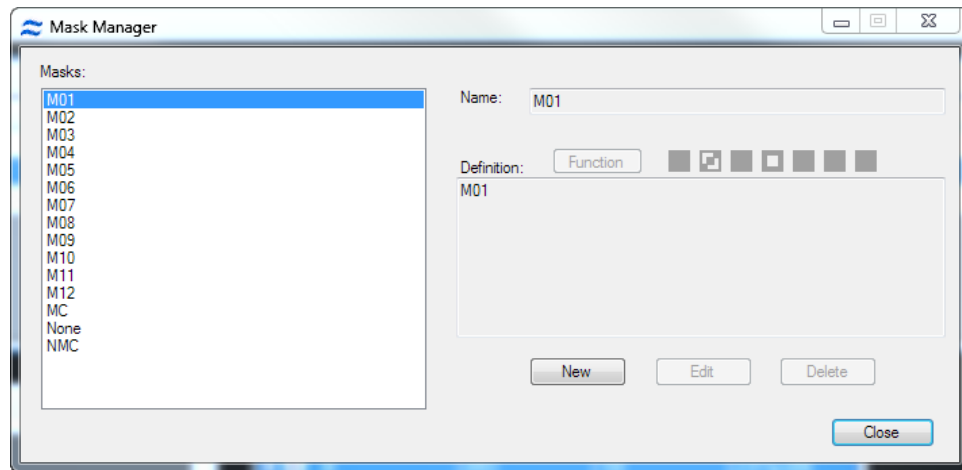 Mask Manager
Masks:
M01
M02
M03
M04
M05
M06
M07
M08
M09
M10
M11
M12
MC
None
NMC
Name: M01
Definition: Function
M01
New Edit Delete
Close